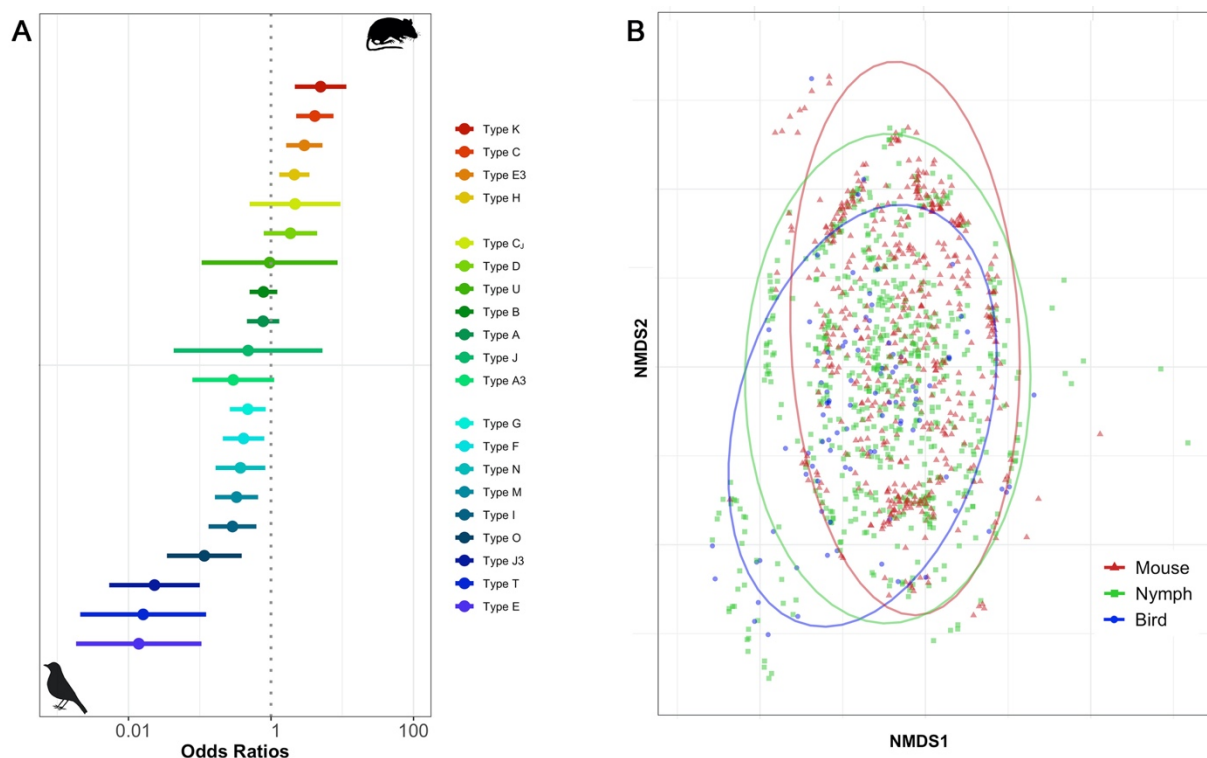 A
Type K
Type C
Type E3
Type H
Type CJ
Type D
Type U
Type B
Type A
Type J
Type A3
Type G
Type F
Type N
Type M
Type I
Type O
Type J3
Type T
Type E
0.01 1 100
Odds Ratios
B
NMDS2
Mouse
Nymph
Bird
NMDS1